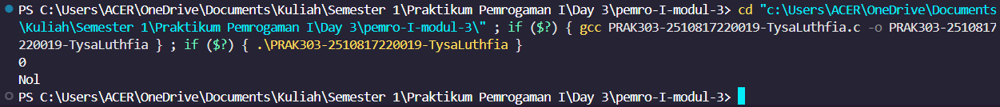 PS C:\Users\ACER\OneDrive\Documents\Kuliah\Semester 1\Praktikum Pemrogaman I\Day 3\pemro-I-modul-3> cd "c:\Users\ACER\OneDrive\Documents
\Kuliah\Semester 1\Praktikum Pemrogaman I\Day 3\pemro-I-modul-3\" ; if ($?) { gcc PRAK303-2510817220019-TysaLuthfia.c -o PRAK303-2510817
220019-TysaLuthfia } ; if ($?) { .\PRAK303-2510817220019-TysaLuthfia }
0
Nol
PS C:\Users\ACER\OneDrive\Documents\Kuliah\Semester 1\Praktikum Pemrogaman I\Day 3\pemro-I-modul-3>